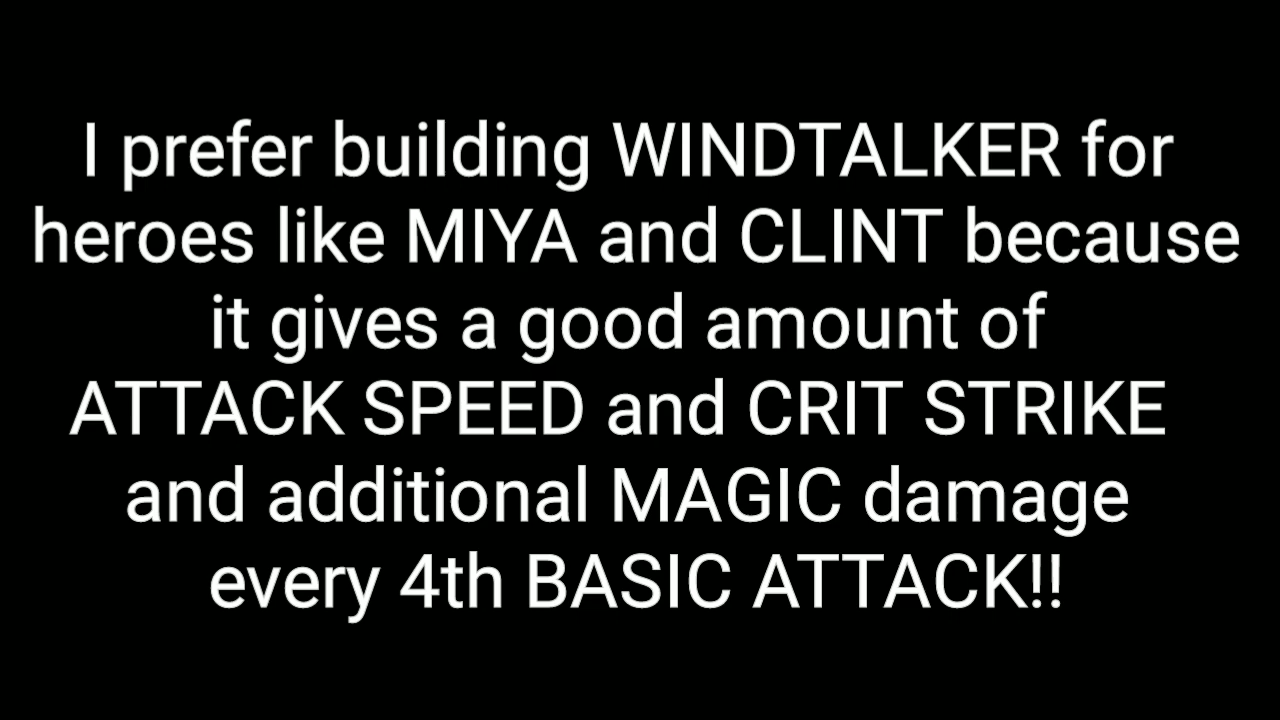 I prefer building WINDTALKER for
heroes like MIYA and CLINT because
it gives a good amount of
ATTACK SPEED and CRIT STRIKE
and additional MAGIC damage
every 4th BASIC ATTACK!!